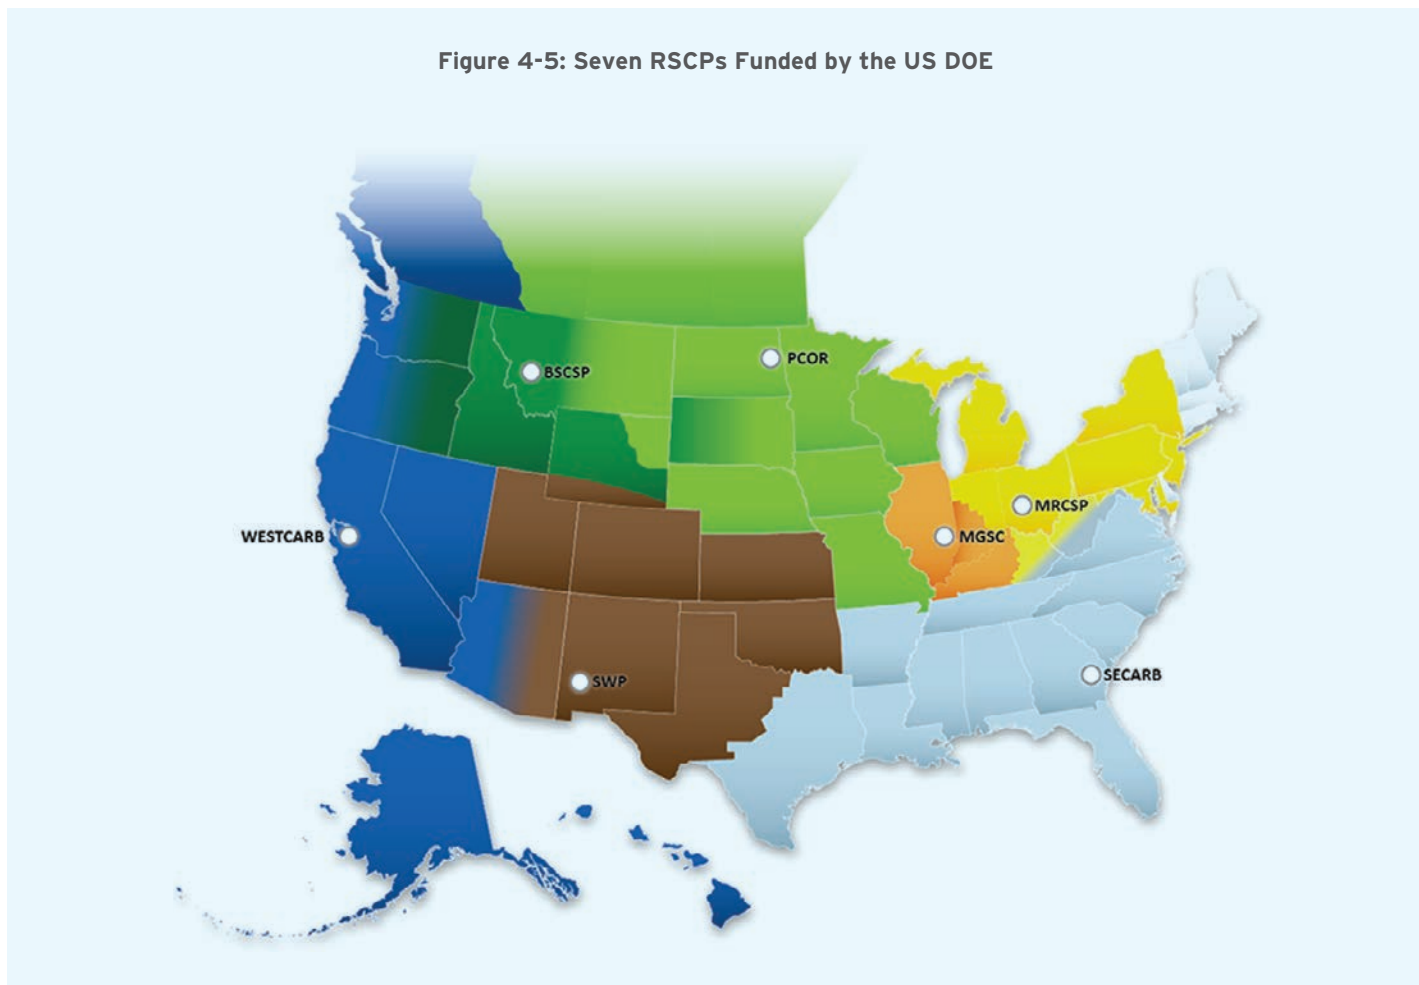 Figure 4-5: Seven RSCPs Funded by the US DOE
PCOR
BSCSP
MRCSP
WESTCARB
MGSC
SECARB
SWP